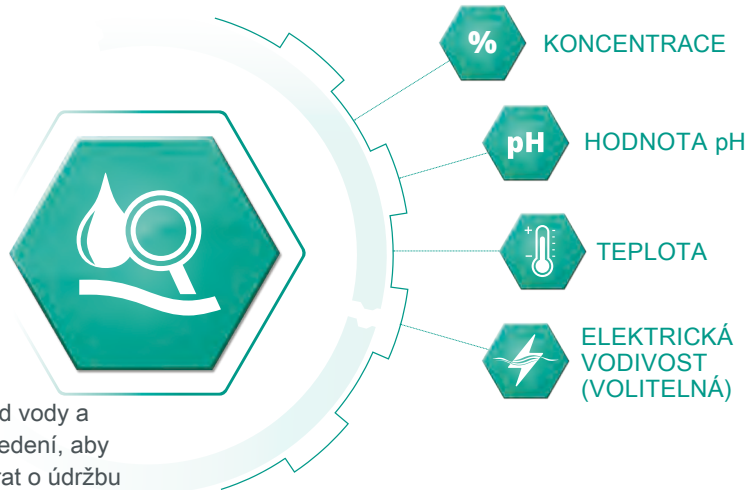 %
KONCENTRACE
pH
HODNOTA pH
+
-
TEPLOTA
ELEKTRICKÁ
VODIVOST
(VOLITELNÁ)
vody a
aby
o údržbu